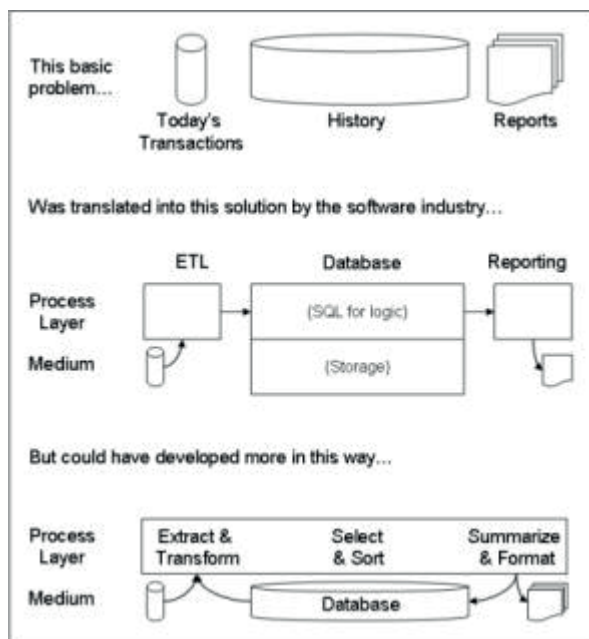 This basic
problem...
Today's
Transactions
History
Reports
Was translated into this solution by the software industry...
ETL
Database
Reporting
Process
Layer
(SQL for logic)
Medium
(Storage)
But could have developed more in this way...
Process
Layer
Extract &
Transform
Select
& Sort
Summarize
& Format
Medium
Database